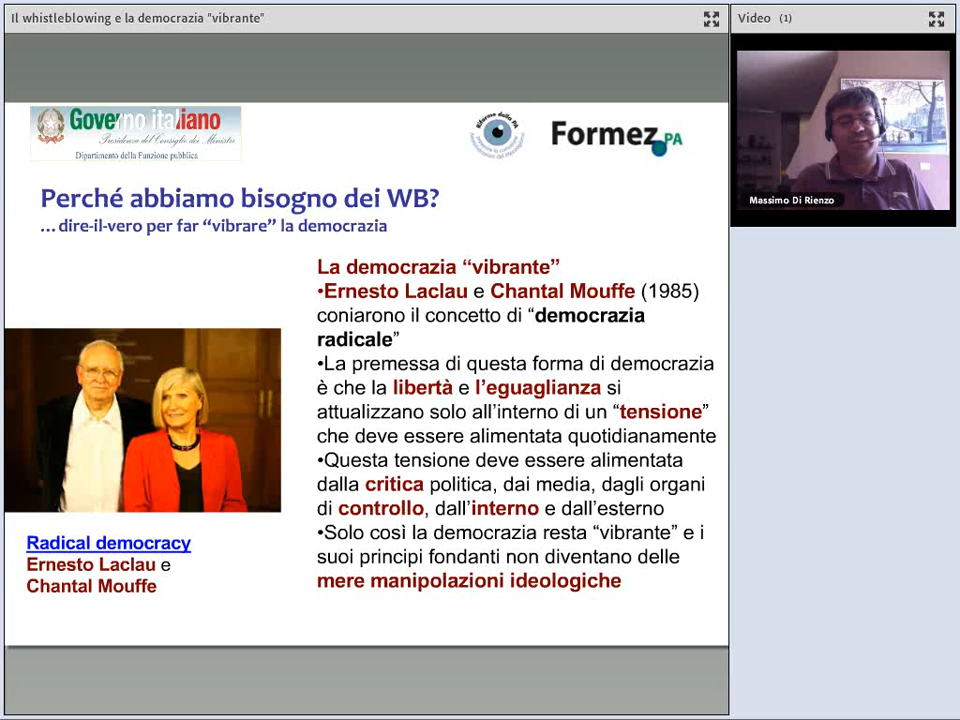 Il whistleblowing e la democrazia "vibrante"
Video (1)
Governo italiano
Presidenza del Consiglio dei Ministri
Dipartimento della Funzione pubblica
Riforme della PA
Formez PA
Massimo Di Rienzo
Perché abbiamo bisogno dei WB?
…dire-il-vero per far “vibrare” la democrazia
La democrazia “vibrante”
•Ernesto Laclau e Chantal Mouffe (1985)
coniarono il concetto di “democrazia
radicale”
•La premessa di questa forma di democrazia
è che la libertà e l’eguaglianza si
attualizzano solo all’interno di un “tensione”
che deve essere alimentata quotidianamente
•Questa tensione deve essere alimentata
dalla critica politica, dai media, dagli organi
di controllo, dall’interno e dall’esterno
•Solo così la democrazia resta “vibrante” e i
suoi principi fondanti non diventano delle
mere manipolazioni ideologiche
Radical democracy
Ernesto Laclau e
Chantal Mouffe